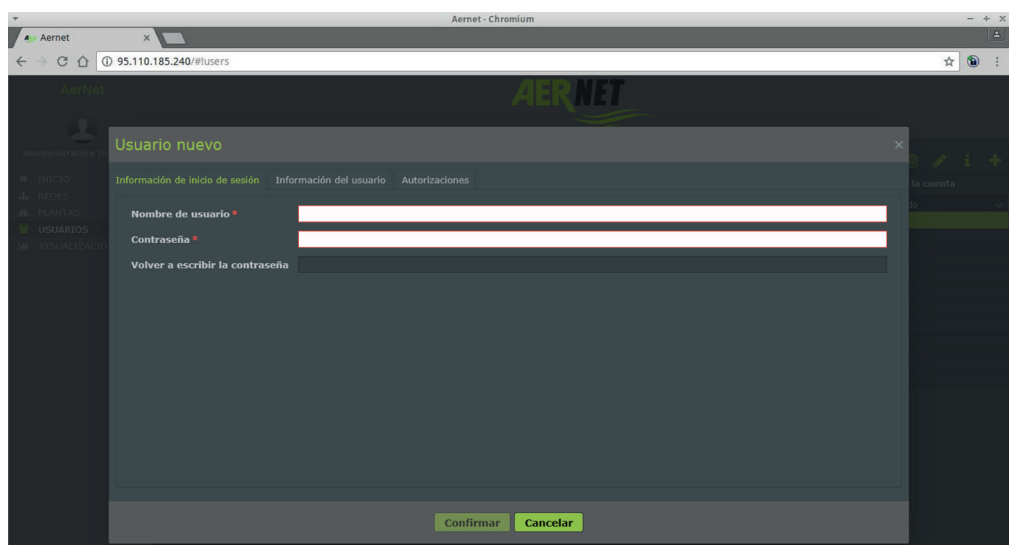 Aernet - Chromium
Aernet
95.110.185.240/#!users
AerNet
AERNET
Usuario nuevo
Información de inicio de sesión Información del usuario Autorizaciones
la cuenta
INICIO
REDES
PLANTAS
USUARIOS
Nombre de usuario *
Contraseña *
Volver a escribir la contraseña
Confirmar Cancelar